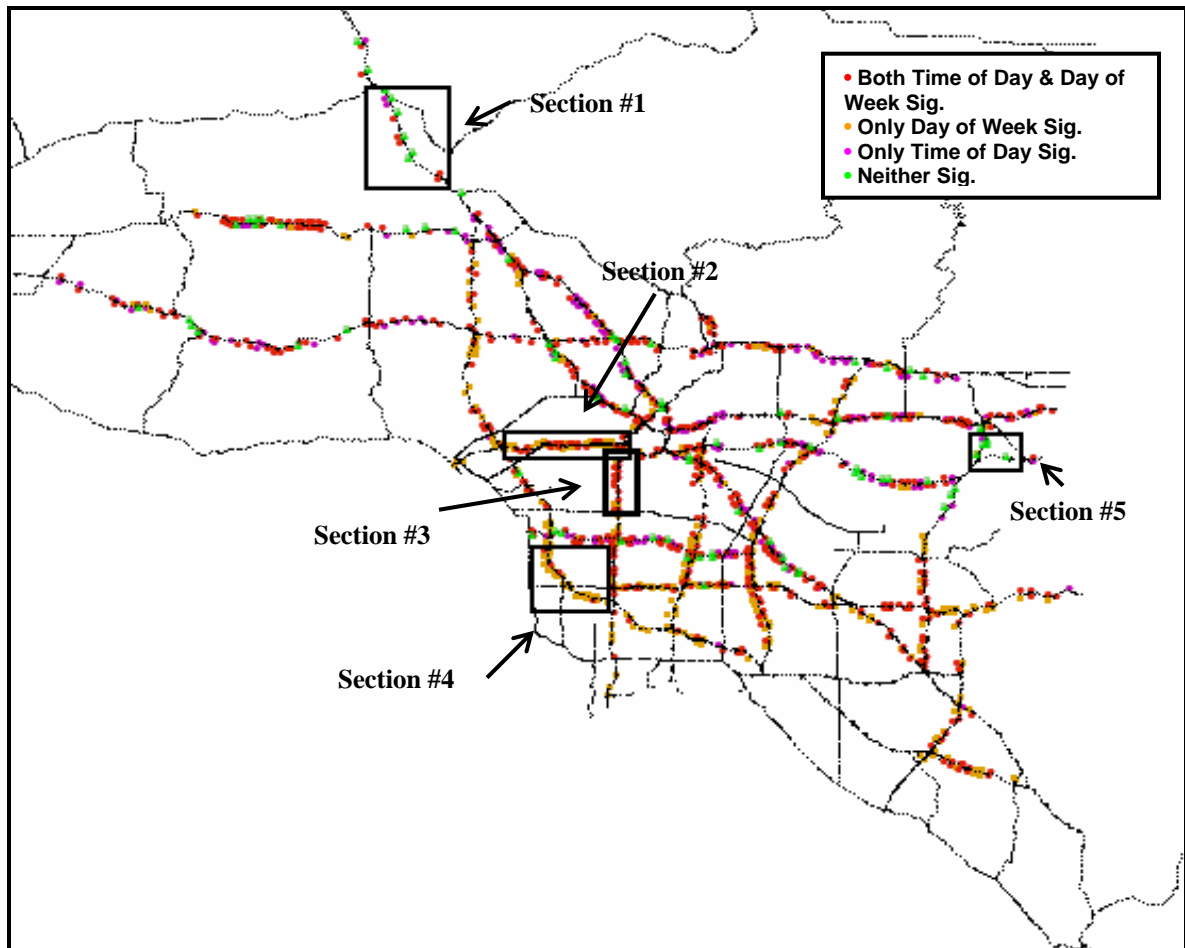 • Both Time of Day & Day of
Week Sig.
• Only Day of Week Sig.
• Only Time of Day Sig.
• Neither Sig.
Section #1
Section #2
Section #3
Section #5
Section #4